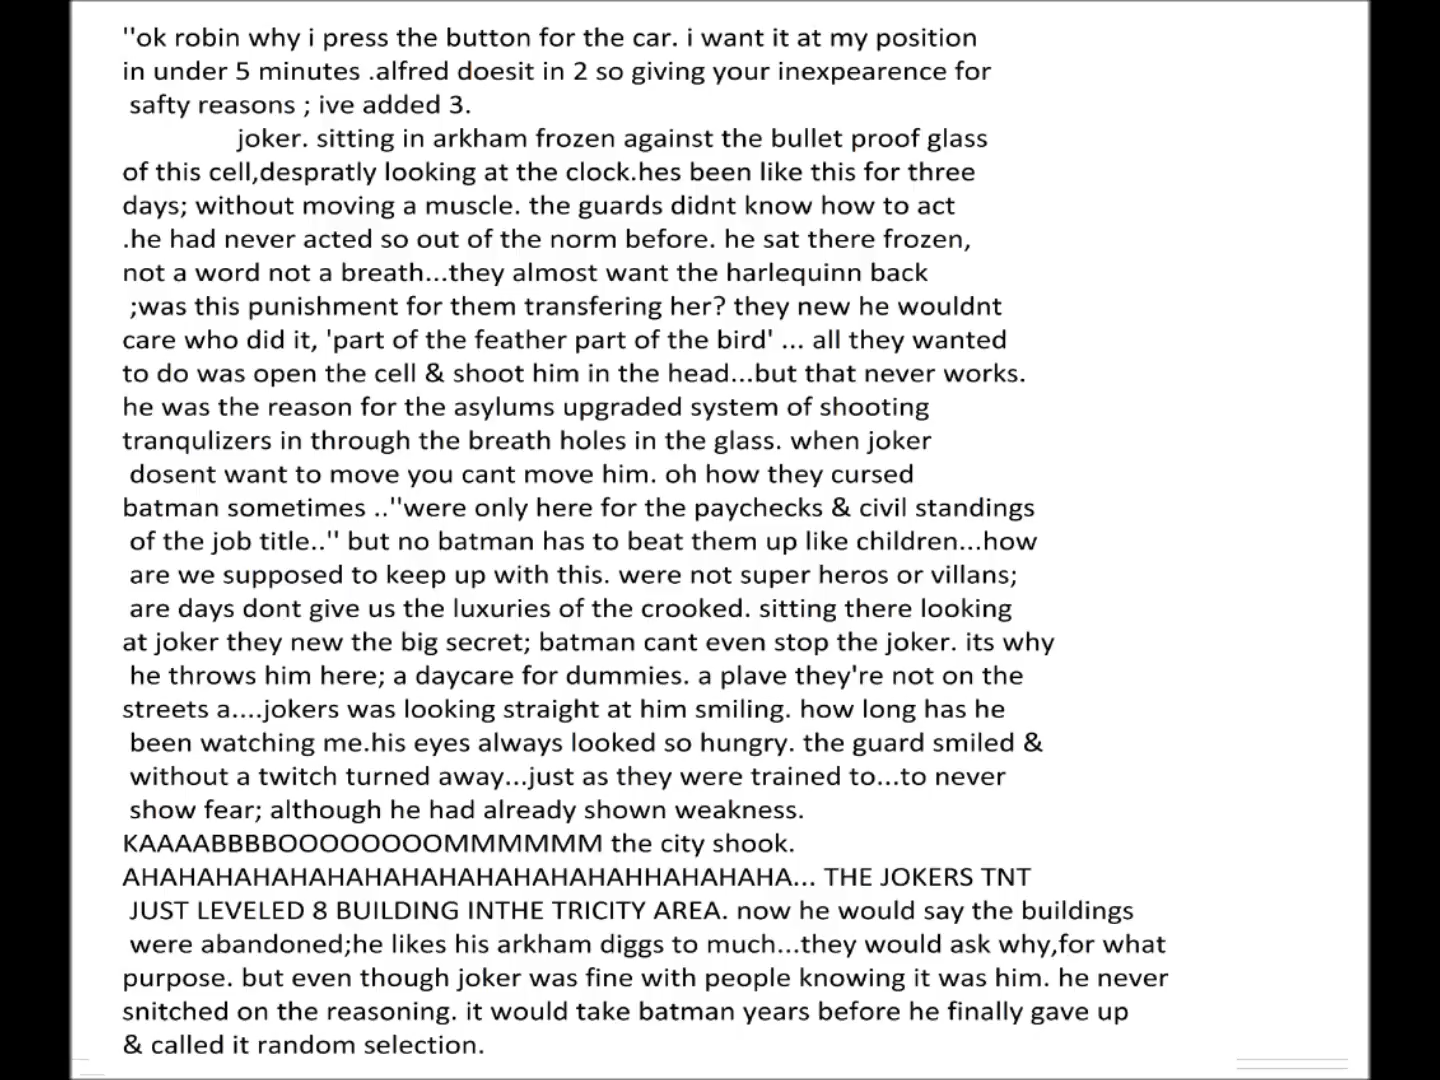 "ok robin why i press the button for the car. i want it at my position
in under 5 minutes .alfred doesit in 2 so giving your inexpearence for
safty reasons ; ive added 3.
joker. sitting in arkham frozen against the bullet proof glass
of this cell,despratly looking at the clock.hes been like this for three
days; without moving a muscle. the guards didnt know how to act
.he had never acted so out of the norm before. he sat there frozen,
not a word not a breath...they almost want the harlequinn back
;was this punishment for them transfering her? they new he wouldnt
care who did it, 'part of the feather part of the bird' ... all they wanted
to do was open the cell & shoot him in the head...but that never works.
he was the reason for the asylums upgraded system of shooting
tranqulizers in through the breath holes in the glass. when joker
dosent want to move you cant move him. oh how they cursed
batman sometimes .."were only here for the paychecks & civil standings
of the job title.." but no batman has to beat them up like children...how
are we supposed to keep up with this. were not super heros or villans;
are days dont give us the luxuries of the crooked. sitting there looking
at joker they new the big secret; batman cant even stop the joker. its why
he throws him here; a daycare for dummies. a plave they're not on the
streets a....jokers was looking straight at him smiling. how long has he
been watching me.his eyes always looked so hungry. the guard smiled &
without a twitch turned away...just as they were trained to...to never
show fear; although he had already shown weakness.
KAAAABBBBOOOOOOOOMMMMMM the city shook.
AHAHAHAHAHAHAHAHAHAHAHAHAHAHHAHAHAHA... THE JOKERS TNT
JUST LEVELED 8 BUILDING INTHE TRICITY AREA. now he would say the buildings
were abandoned;he likes his arkham diggs to much...they would ask why,for what
purpose. but even though joker was fine with people knowing it was him. he never
snitched on the reasoning. it would take batman years before he finally gave up
& called it random selection.